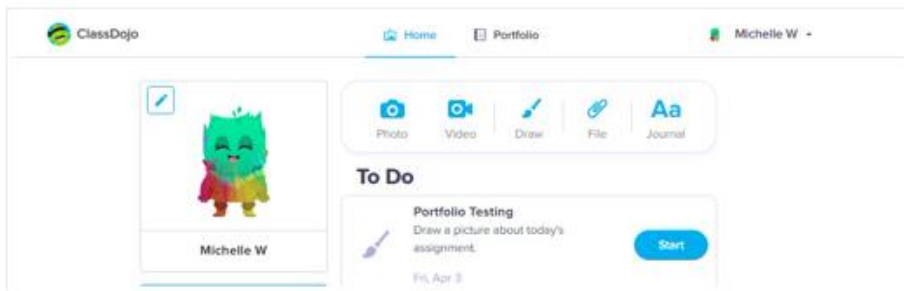 ClassDojo
Home
Portfolio
Michelle W
Photo
Video
Draw
File
Aa
Journal
To Do
Michelle W
Portfolio Testing
Draw a picture about today's
assignment.
Start
Fri, Apr 3